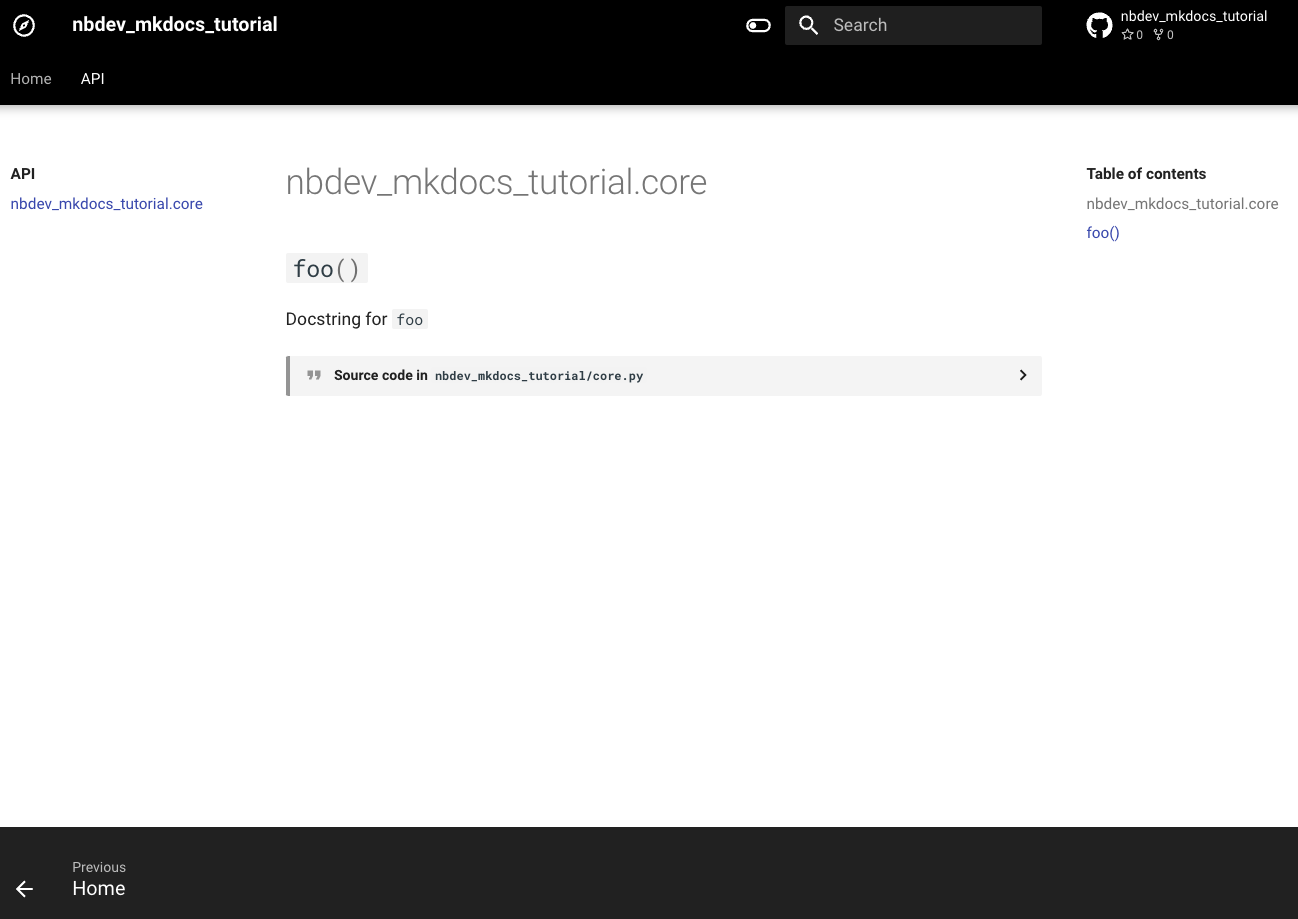 nbdev_mkdocs_tutorial
Search
nbdev_mkdocs_tutorial
0 0
Home API
API
nbdev_mkdocs_tutorial.core
nbdev_mkdocs_tutorial.core
foo()
Docstring for foo
Source code in nbdev_mkdocs_tutorial/core.py
Table of contents
nbdev_mkdocs_tutorial.core
foo()
Previous
Home